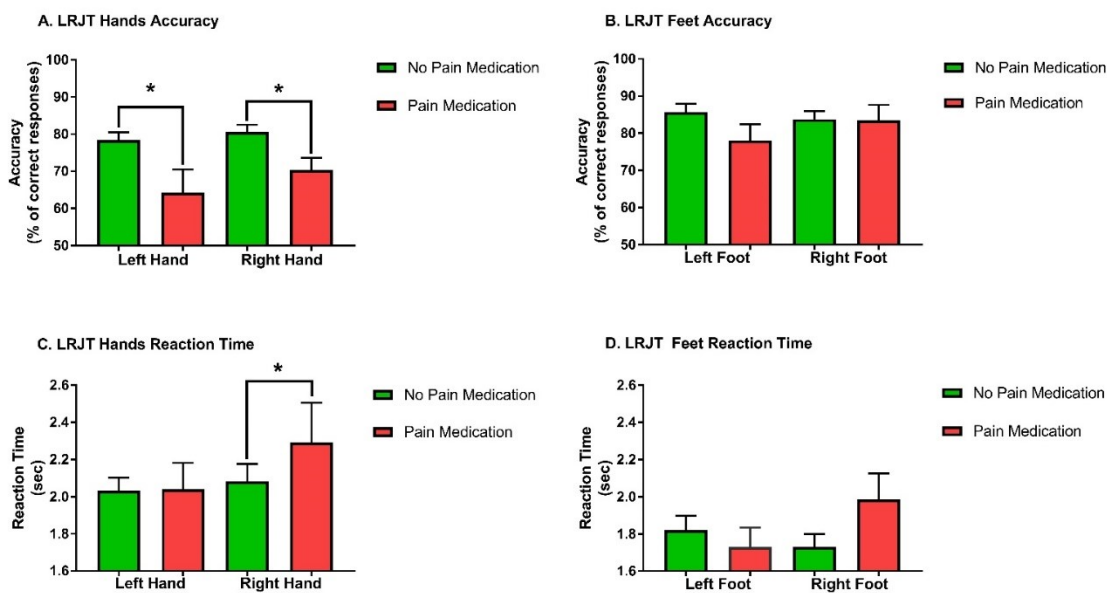 A. LRJT Hands Accuracy
Accuracy
(% of correct responses)
100
90
80
70
60
50
*
*
Left Hand
Right Hand
No Pain Medication
Pain Medication
B. LRJT Feet Accuracy
Accuracy
(% of correct responses)
100
90
80
70
60
50
Left Foot
Right Foot
No Pain Medication
Pain Medication
C. LRJT Hands Reaction Time
Reaction Time
(sec)
2.6
2.4
2.2
2.0
1.8
1.6
*
Left Hand
Right Hand
No Pain Medication
Pain Medication
D. LRJT Feet Reaction Time
Reaction Time
(sec)
2.6
2.4
2.2
2.0
1.8
1.6
Left Foot
Right Foot
No Pain Medication
Pain Medication